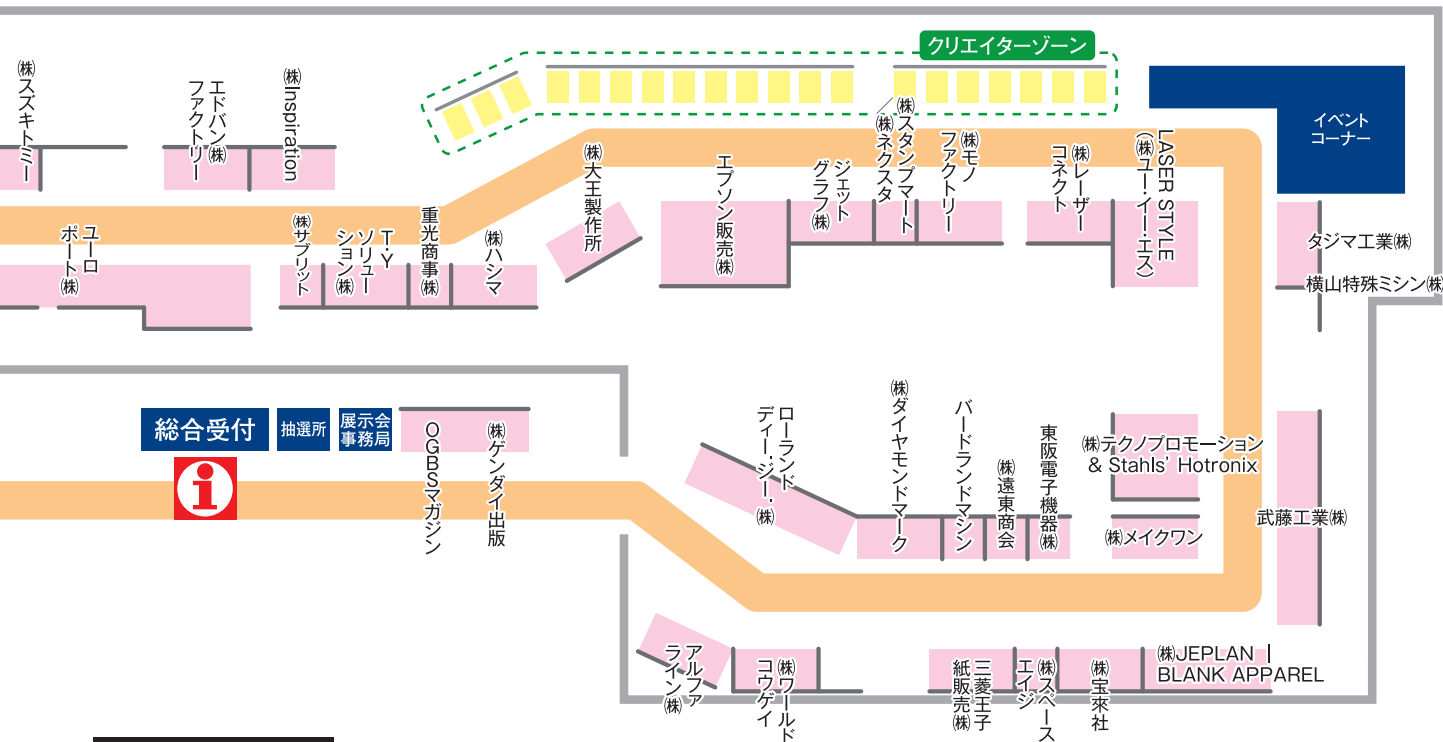 クリエイターゾーン
イベント
コーナー
㈱スズキトミー
エドバン㈱
ファクトリー
㈱Inspiration
㈱大王製作所
エプソン販売㈱
ジェット
グラフ㈱
㈱スタンプマート
／㈱ネクスタ
㈱モノ
ファクトリー
㈱レーザー
コネクト
LASER STYLE
（㈱ユー・イー・エス）
タジマ工業㈱
横山特殊ミシン㈱
ユーロ
ポート㈱
㈱サブリット
T・Y
ソリュー
ション㈱
重光商事㈱
㈱ハシマ
総合受付
抽選所
展示会
事務局
i
OGBSマガジン
㈱ゲンダイ出版
ローランド
ディー.ジー.㈱
㈱ダイヤモンドマーク
バードランドマシン
㈱遠東商会
東阪電子機器㈱
㈱テクノプロモーション
& Stahls' Hotronix
㈱メイクワン
武藤工業㈱
アルファ
ライン㈱
㈱ワールド
コウゲイ
三菱王子
紙販売㈱
㈱スペース
エイジ
㈱宝來社
㈱JEPLAN |
BLANK APPAREL